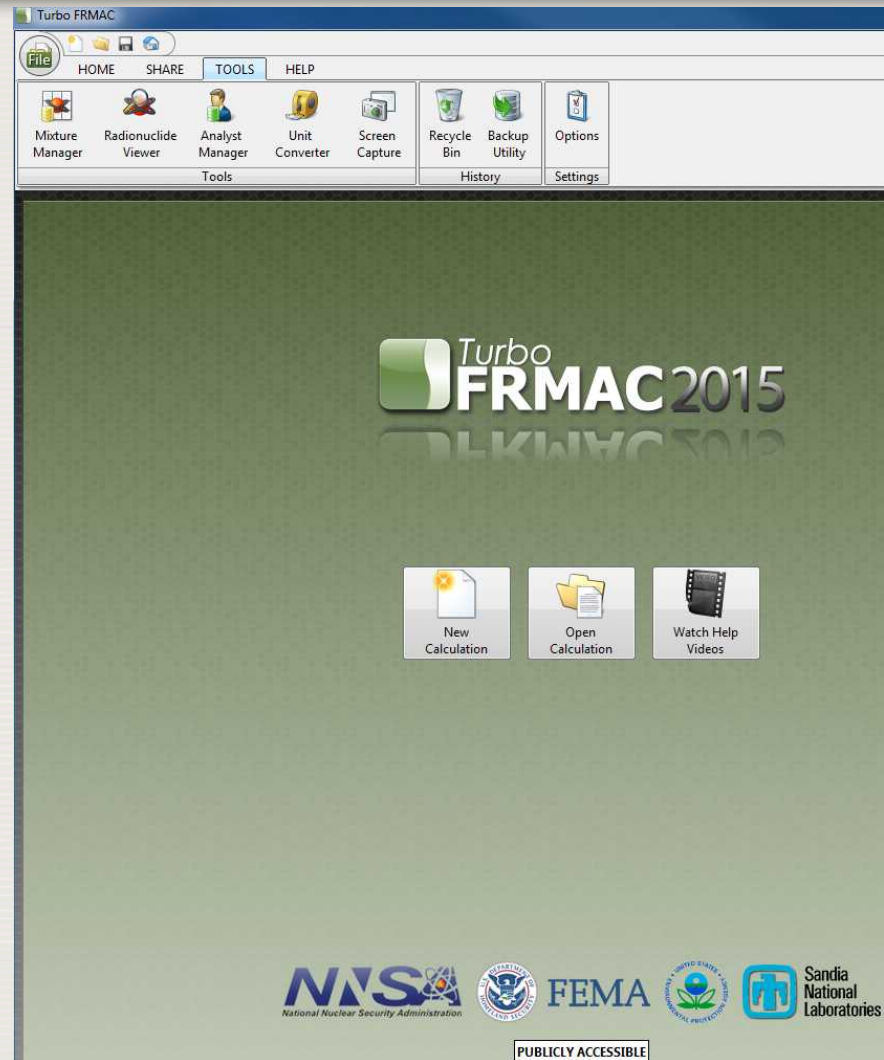 Turbo FRMAC
File
HOME SHARE TOOLS HELP
Mixture Manager
Radionuclide Viewer
Analyst Manager
Unit Converter
Screen Capture
Recycle Bin
Backup Utility
Options
Tools
History
Settings
Turbo
FRMAC 2015
New Calculation
Open Calculation
Watch Help Videos
NNSA
National Nuclear Security Administration
FEMA
Sandia
National
Laboratories
PUBLICLY ACCESSIBLE